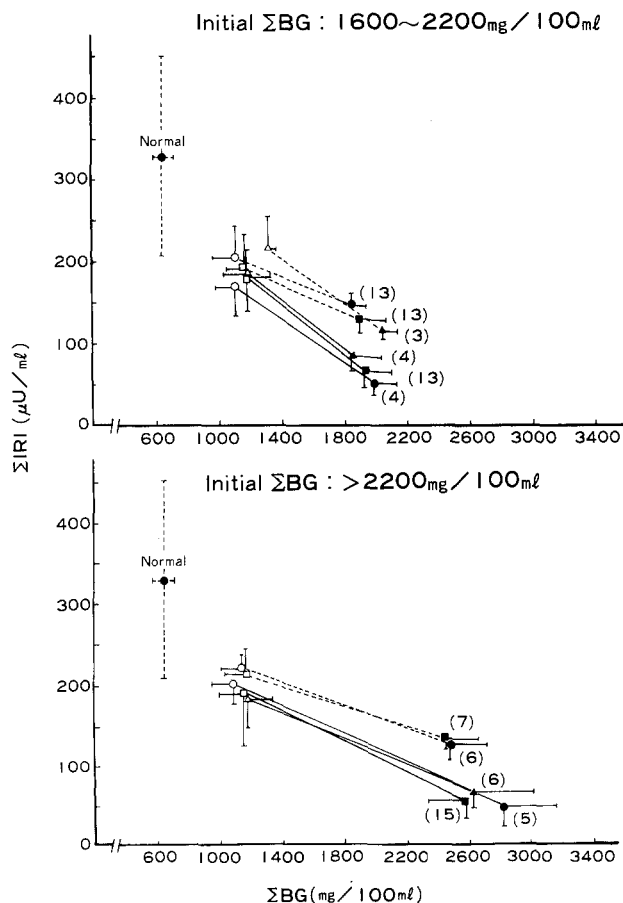 Initial ΣBG : 1600~2200mg/100ml
400
Normal
300
200
(13)
(13)
(3)
100
(4)
(13)
(4)
0
600 1000 1400 1800 2200 2600 3000 3400
ΣIRI (μU/ml)
Initial ΣBG : >2200mg/100ml
400
Normal
300
200
(7)
(6)
100
(6)
(15)
(5)
0
600 1000 1400 1800 2200 2600 3000 3400
ΣBG(mg/100ml)